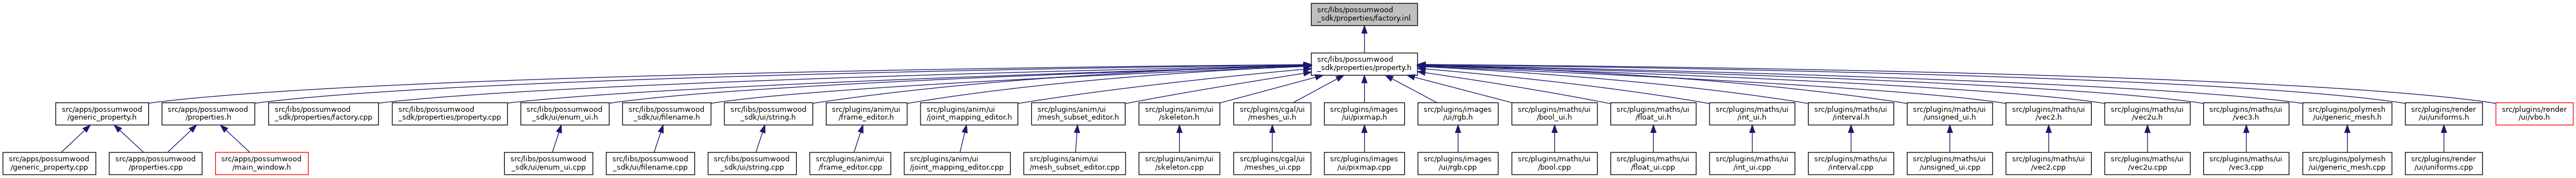 src/libs/possumwood
_sdk/properties/factory.inl
src/libs/possumwood
_sdk/properties/property.h
src/apps/possumwood
/generic_property.h
src/apps/possumwood
/properties.h
src/libs/possumwood
_sdk/properties/factory.cpp
src/libs/possumwood
_sdk/properties/property.cpp
src/libs/possumwood
_sdk/ui/enum_ui.h
src/libs/possumwood
_sdk/ui/filename.h
src/libs/possumwood
_sdk/ui/string.h
src/plugins/anim/ui
/frame_editor.h
src/plugins/anim/ui
/joint_mapping_editor.h
src/plugins/anim/ui
/mesh_subset_editor.h
src/plugins/anim/ui
/skeleton.h
src/plugins/cgal/ui
/meshes_ui.h
src/plugins/images
/ui/pixmap.h
src/plugins/images
/ui/rgb.h
src/plugins/maths/ui
/bool_ui.h
src/plugins/maths/ui
/float_ui.h
src/plugins/maths/ui
/int_ui.h
src/plugins/maths/ui
/interval.h
src/plugins/maths/ui
/unsigned_ui.h
src/plugins/maths/ui
/vec2.h
src/plugins/maths/ui
/vec2u.h
src/plugins/maths/ui
/vec3.h
src/plugins/polymesh
/ui/generic_mesh.h
src/plugins/render
/ui/uniforms.h
src/plugins/render
/ui/vbo.h
src/apps/possumwood
/generic_property.cpp
src/apps/possumwood
/properties.cpp
src/apps/possumwood
/main_window.h
src/libs/possumwood
_sdk/ui/enum_ui.cpp
src/libs/possumwood
_sdk/ui/filename.cpp
src/libs/possumwood
_sdk/ui/string.cpp
src/plugins/anim/ui
/frame_editor.cpp
src/plugins/anim/ui
/joint_mapping_editor.cpp
src/plugins/anim/ui
/mesh_subset_editor.cpp
src/plugins/anim/ui
/skeleton.cpp
src/plugins/cgal/ui
/meshes_ui.cpp
src/plugins/images
/ui/pixmap.cpp
src/plugins/images
/ui/rgb.cpp
src/plugins/maths/ui
/bool.cpp
src/plugins/maths/ui
/float_ui.cpp
src/plugins/maths/ui
/int_ui.cpp
src/plugins/maths/ui
/interval.cpp
src/plugins/maths/ui
/unsigned_ui.cpp
src/plugins/maths/ui
/vec2.cpp
src/plugins/maths/ui
/vec2u.cpp
src/plugins/maths/ui
/vec3.cpp
src/plugins/polymesh
/ui/generic_mesh.cpp
src/plugins/render
/ui/uniforms.cpp